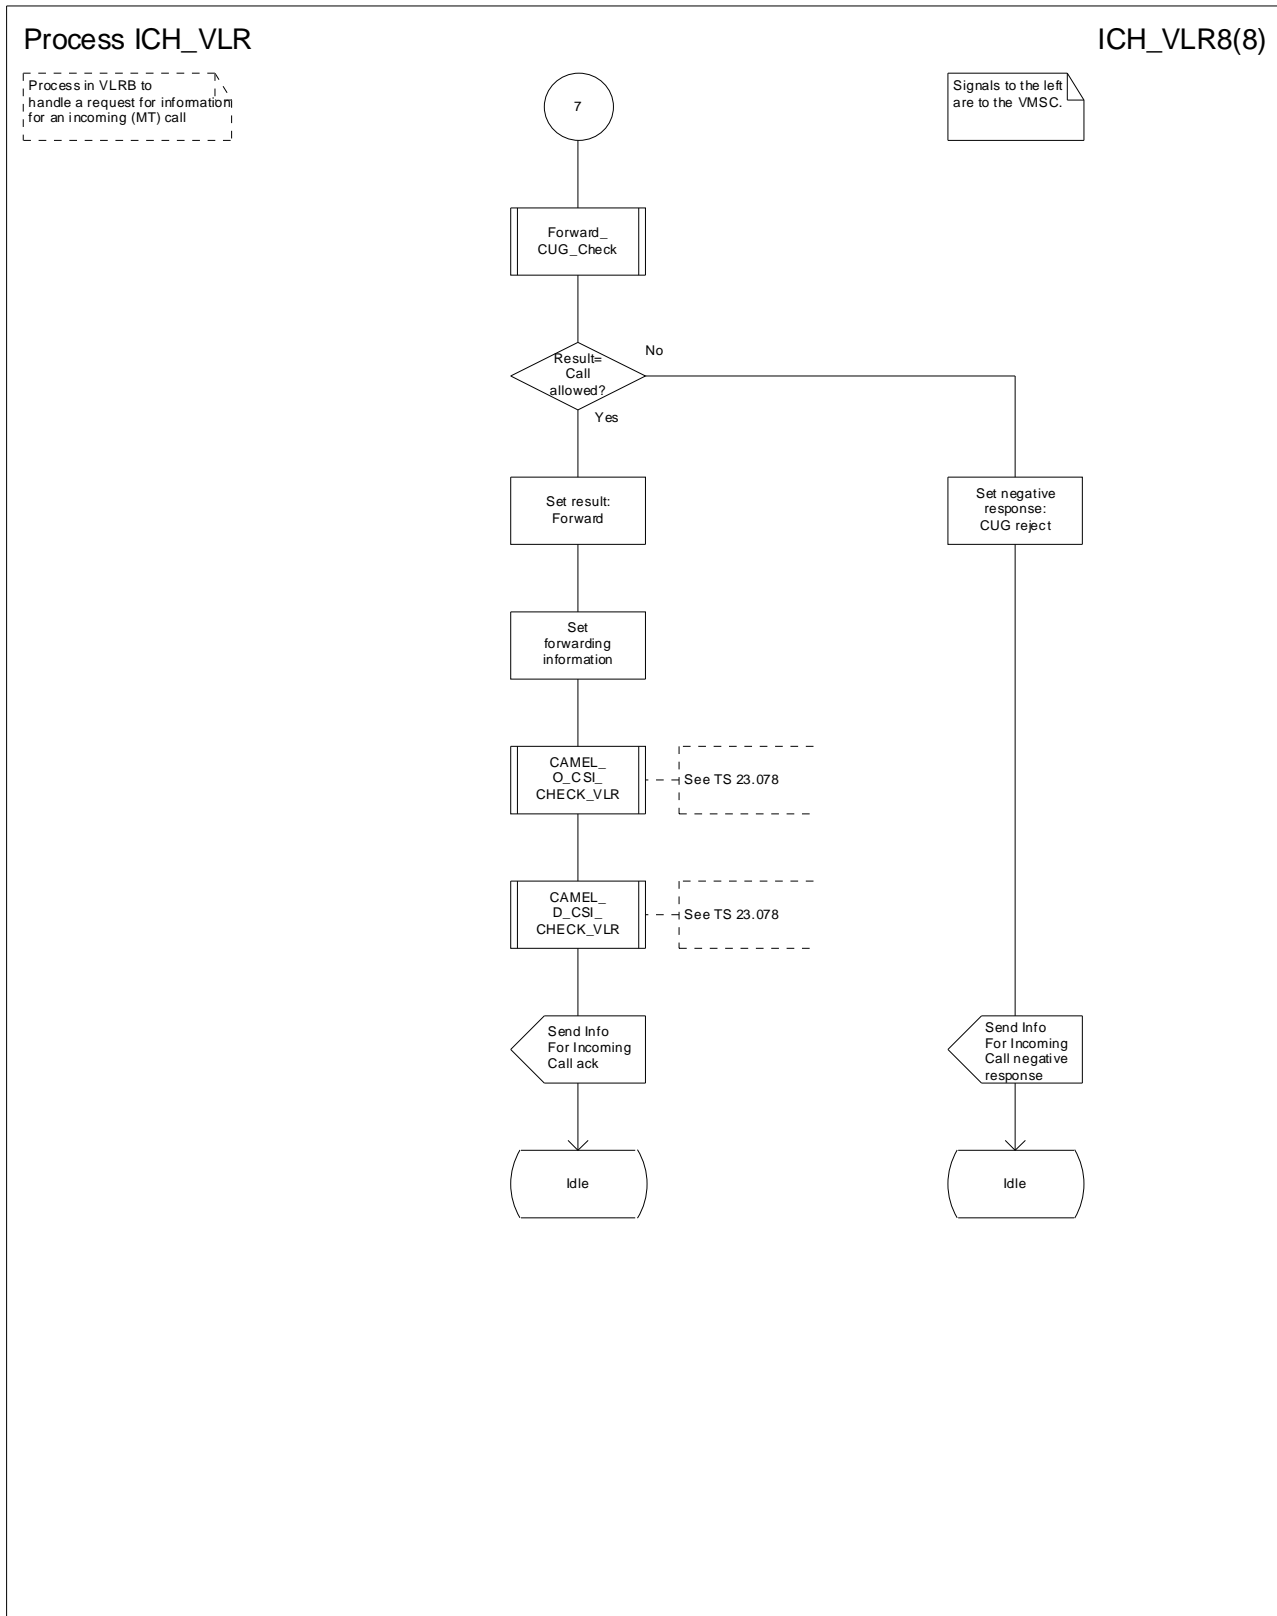 Process ICH_VLR
ICH_VLR8(8)
Process in VLRB to
handle a request for information
for an incoming (MT) call
7
Signals to the left
are to the VMSC.
Forward_
CUG_Check
Result=
Call
allowed?
No
Yes
Set result:
Forward
Set negative
response:
CUG reject
Set
forwarding
information
CAMEL_
O_CSI_
CHECK_VLR
See TS 23.078
CAMEL_
D_CSI_
CHECK_VLR
See TS 23.078
Send Info
For Incoming
Call ack
Send Info
For Incoming
Call negative
response
Idle
Idle